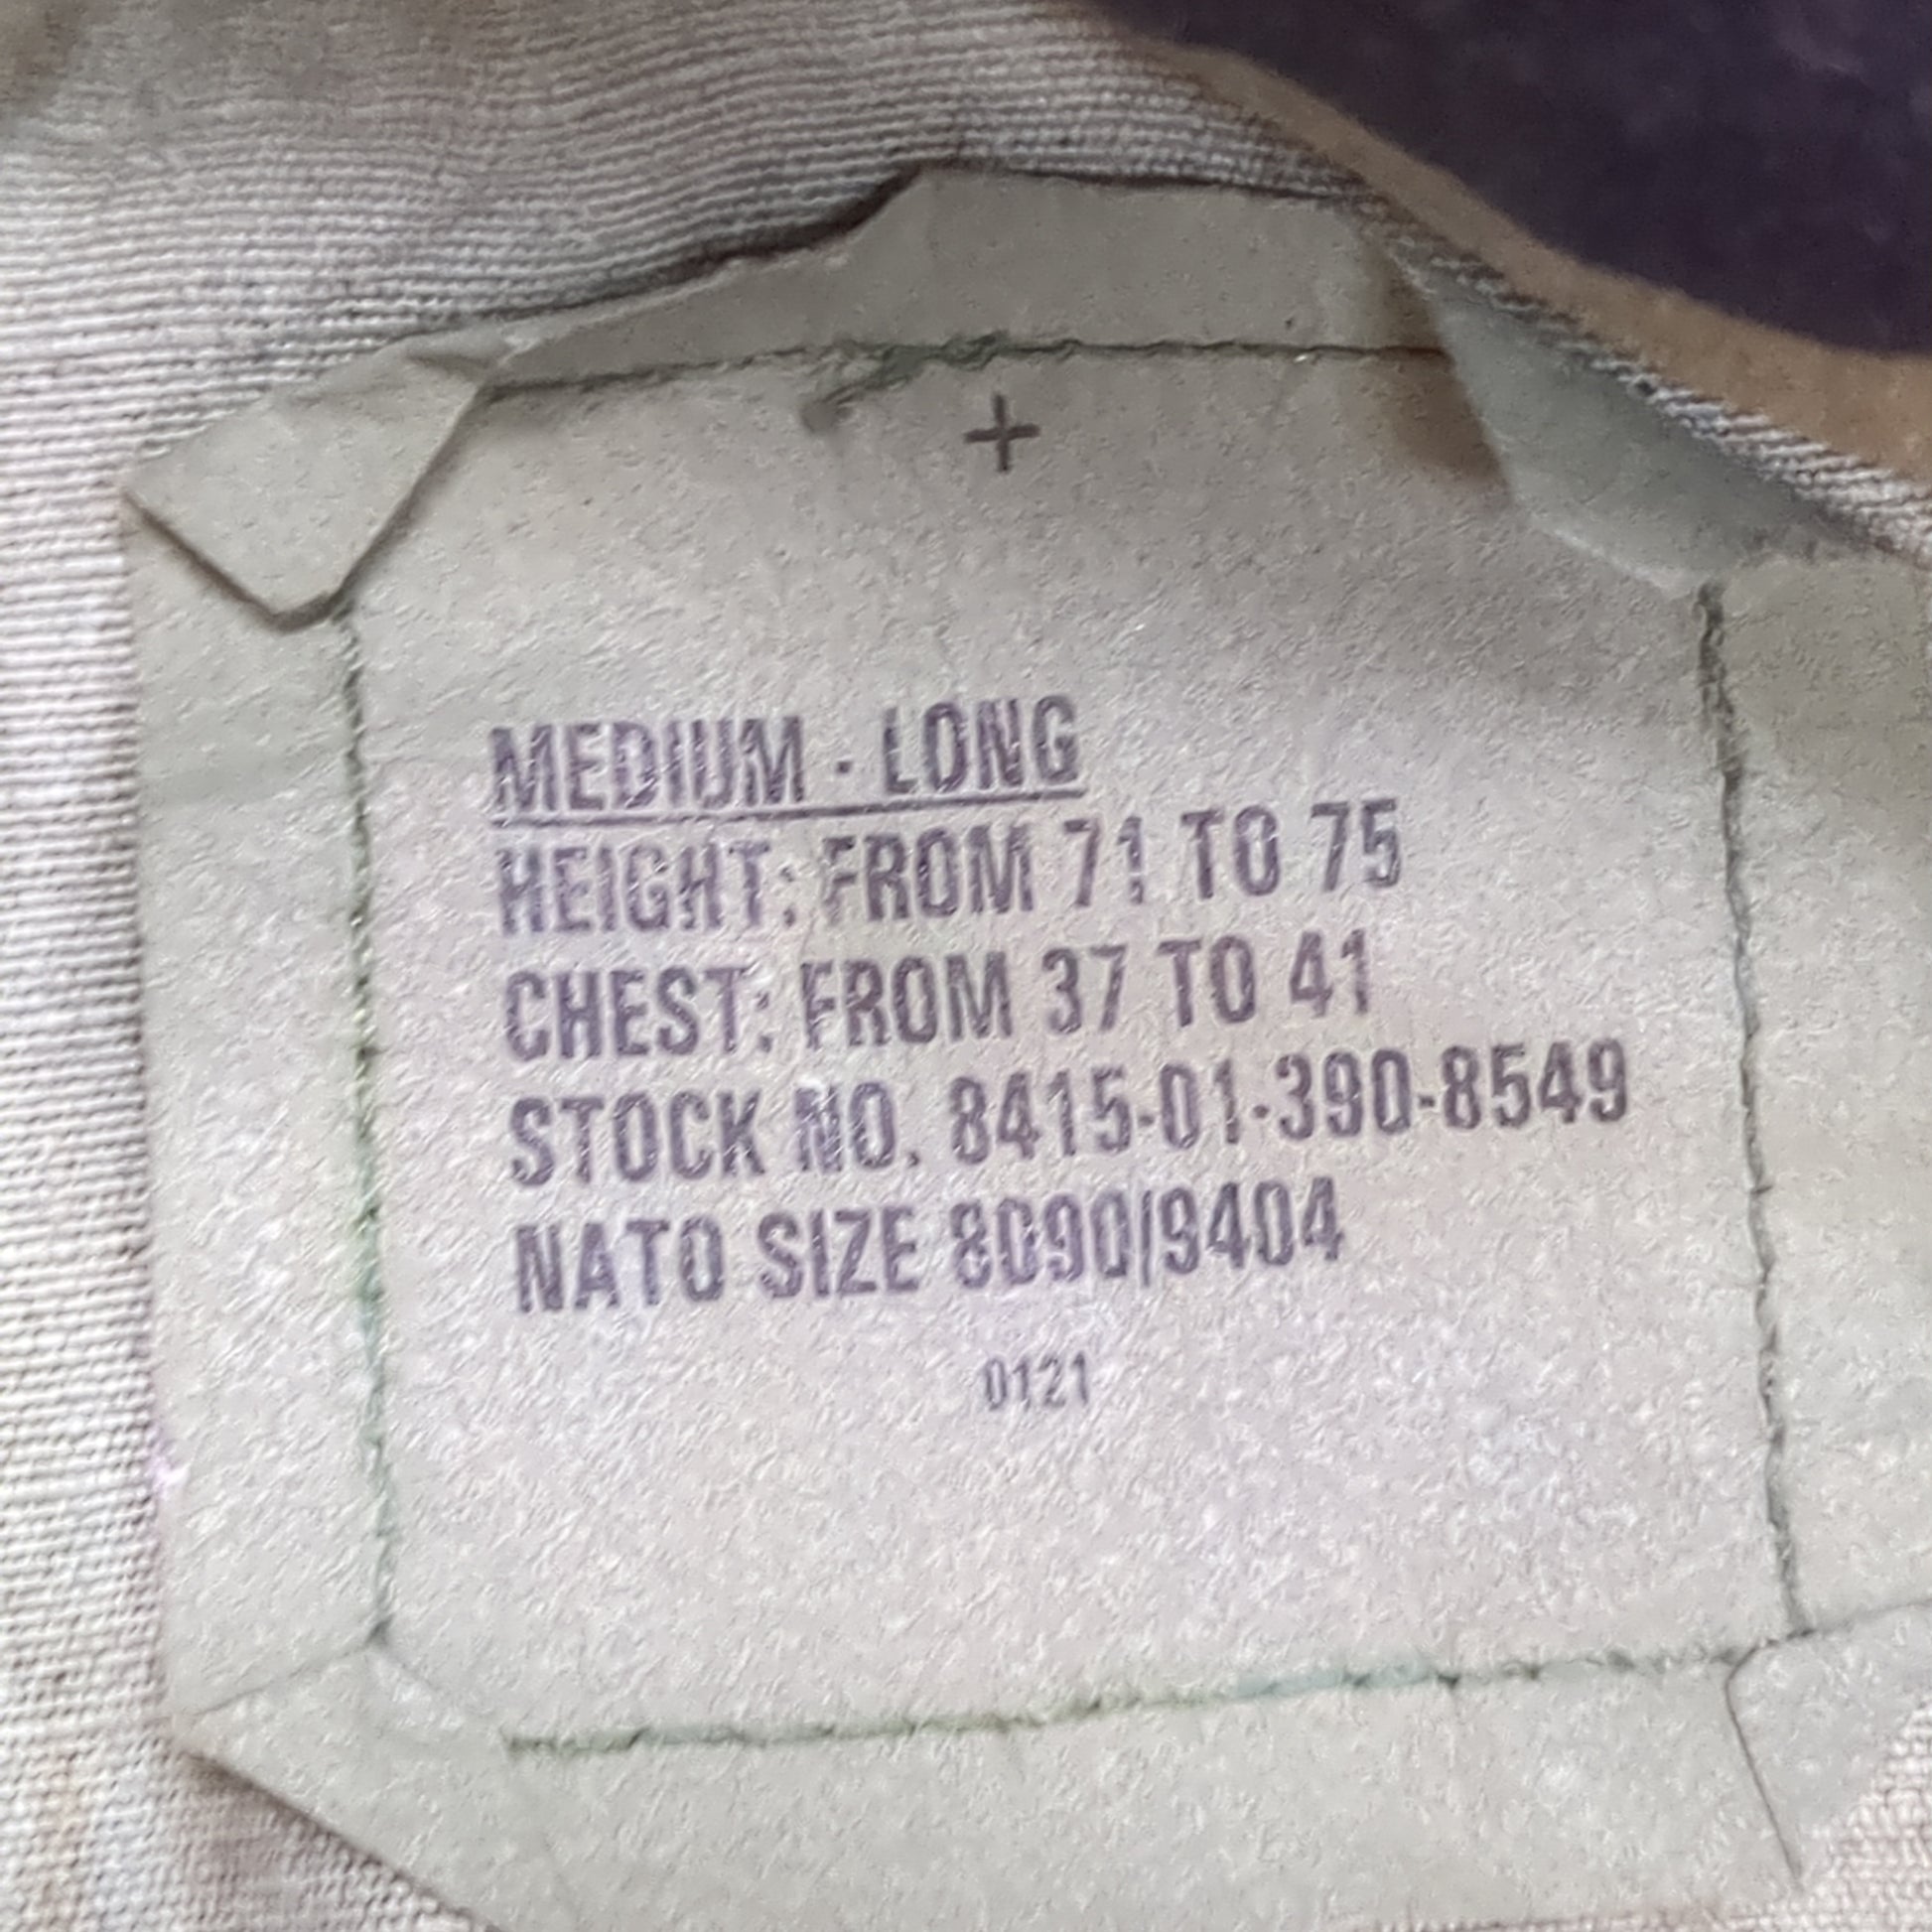 MEDIUM - LONG
HEIGHT: FROM 71 TO 75
CHEST: FROM 37 TO 41
STOCK NO. 8415-01-390-8549
NATO SIZE 8090/9404
0121